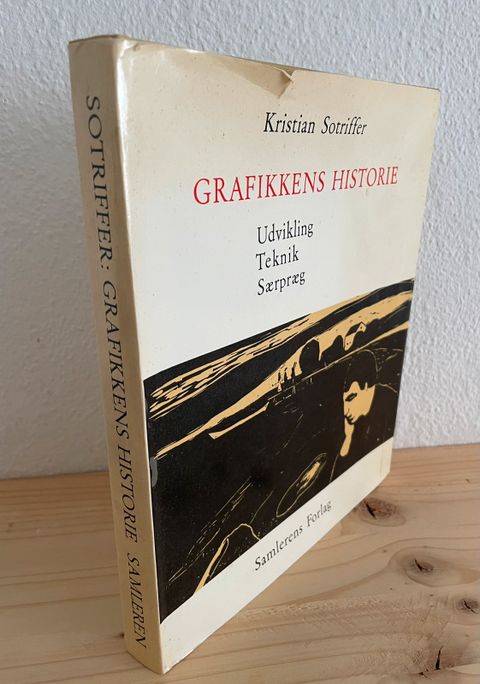 Kristian Sotriffer
GRAFIKKENS HISTORIE
Udvikling
Teknik
Særpræg
Samlerens Forlag
SOTRIFFER: GRAFIKKENS HISTORIE SAMLEREN